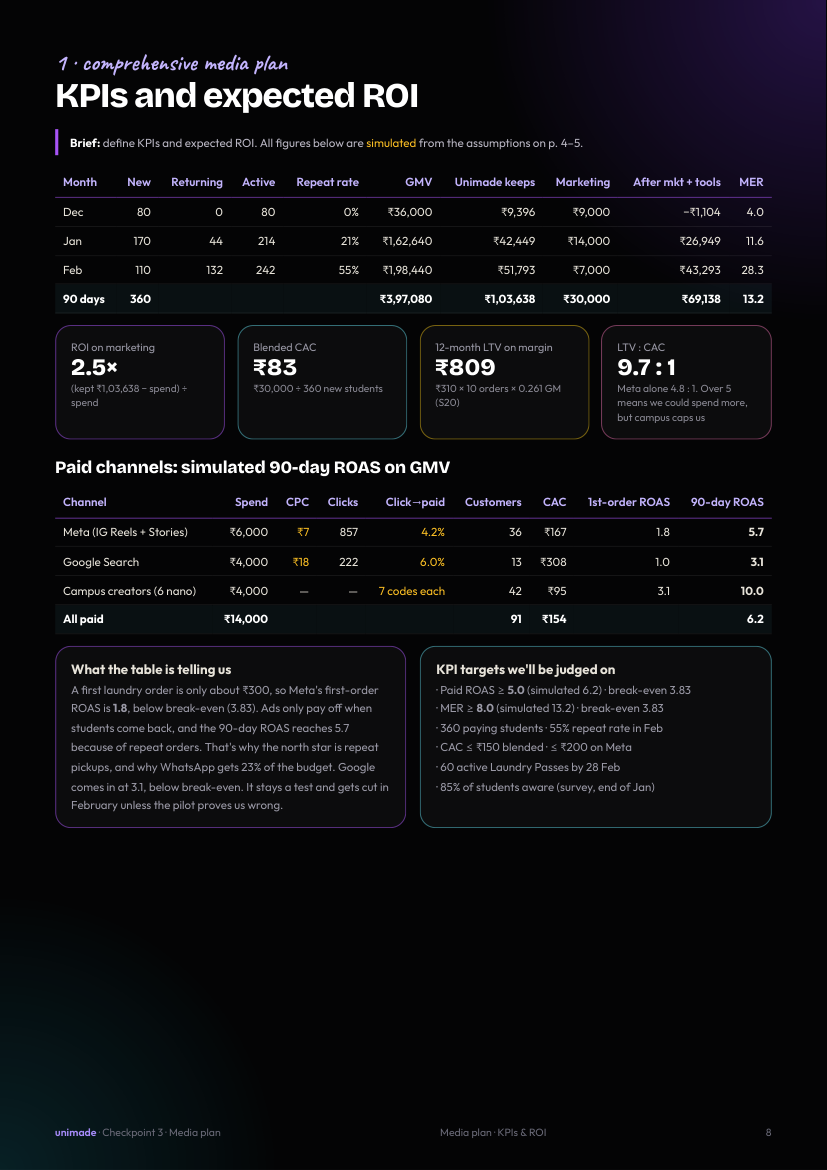 1 · comprehensive media plan
KPIs and expected ROI
Brief: define KPIs and expected ROI. All figures below are simulated from the assumptions on p. 4–5.
Month New Returning Active Repeat rate GMV Unimade keeps Marketing After mkt + tools MER
Dec 80 0 80 0% ₹36,000 ₹9,396 ₹9,000 −₹1,104 4.0
Jan 170 44 214 21% ₹1,62,640 ₹42,449 ₹14,000 ₹26,949 11.6
Feb 110 132 242 55% ₹1,98,440 ₹51,793 ₹7,000 ₹43,293 28.3
90 days 360 ₹3,97,080 ₹1,03,638 ₹30,000 ₹69,138 13.2
ROI on marketing
2.5×
(kept ₹1,03,638 − spend) ÷
spend
Blended CAC
₹83
₹30,000 ÷ 360 new students
12-month LTV on margin
₹809
₹310 × 10 orders × 0.261 GM
(S20)
LTV : CAC
9.7 : 1
Meta alone 4.8 : 1. Over 5
means we could spend more,
but campus caps us
Paid channels: simulated 90-day ROAS on GMV
Channel Spend CPC Clicks Click→paid Customers CAC 1st-order ROAS 90-day ROAS
Meta (IG Reels + Stories) ₹6,000 ₹7 857 4.2% 36 ₹167 1.8 5.7
Google Search ₹4,000 ₹18 222 6.0% 13 ₹308 1.0 3.1
Campus creators (6 nano) ₹4,000 — — 7 codes each 42 ₹95 3.1 10.0
All paid ₹14,000 91 ₹154 6.2
What the table is telling us
A first laundry order is only about ₹300, so Meta's first-order
ROAS is 1.8, below break-even (3.83). Ads only pay off when
students come back, and the 90-day ROAS reaches 5.7
because of repeat orders. That's why the north star is repeat
pickups, and why WhatsApp gets 23% of the budget. Google
comes in at 3.1, below break-even. It stays a test and gets cut in
February unless the pilot proves us wrong.
KPI targets we'll be judged on
· Paid ROAS ≥ 5.0 (simulated 6.2) · break-even 3.83
· MER ≥ 8.0 (simulated 13.2) · break-even 3.83
· 360 paying students · 55% repeat rate in Feb
· CAC ≤ ₹150 blended · ≤ ₹200 on Meta
· 60 active Laundry Passes by 28 Feb
· 85% of students aware (survey, end of Jan)
unimade · Checkpoint 3 · Media plan
Media plan · KPIs & ROI
8